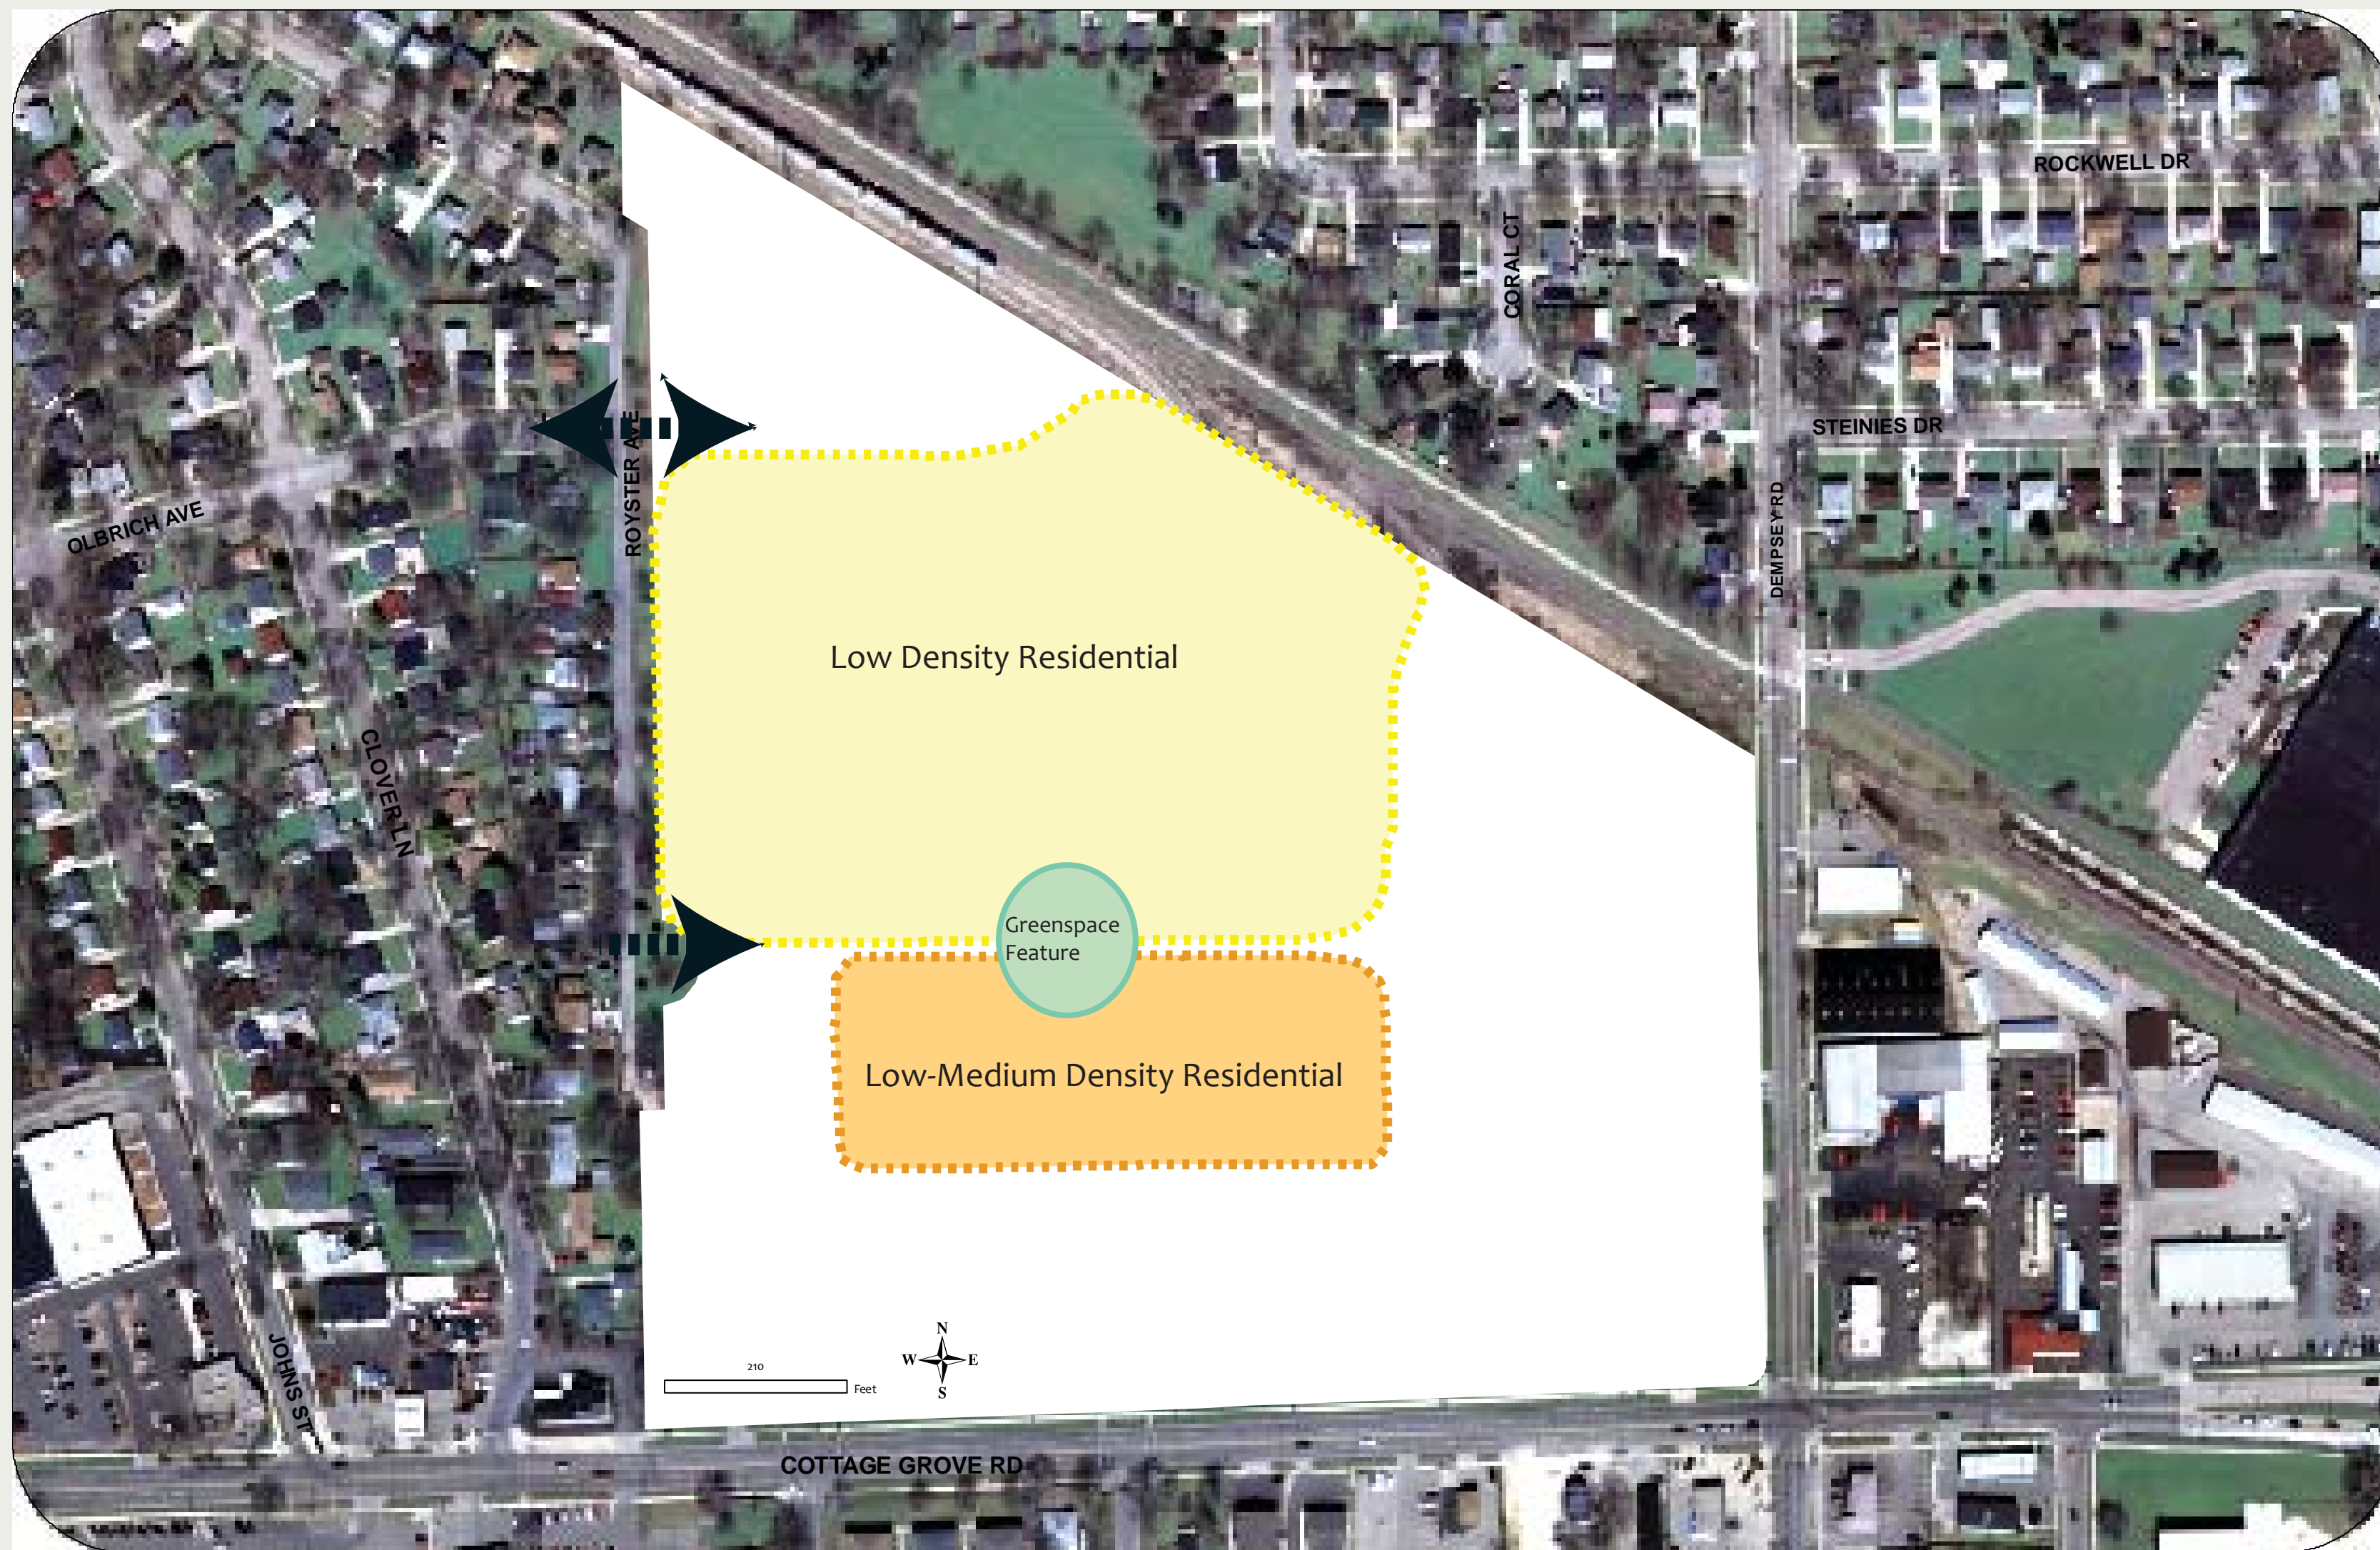 ROCKWELL DR
CORAL CT
STEINIES DR
ROYSTER AVE
OLBRICH AVE
DEMPSEY RD
Low Density Residential
CLOVER LN
Greenspace
Feature
Low-Medium Density Residential
JOHNS ST
N
W
E
S
210
Feet
COTTAGE GROVE RD